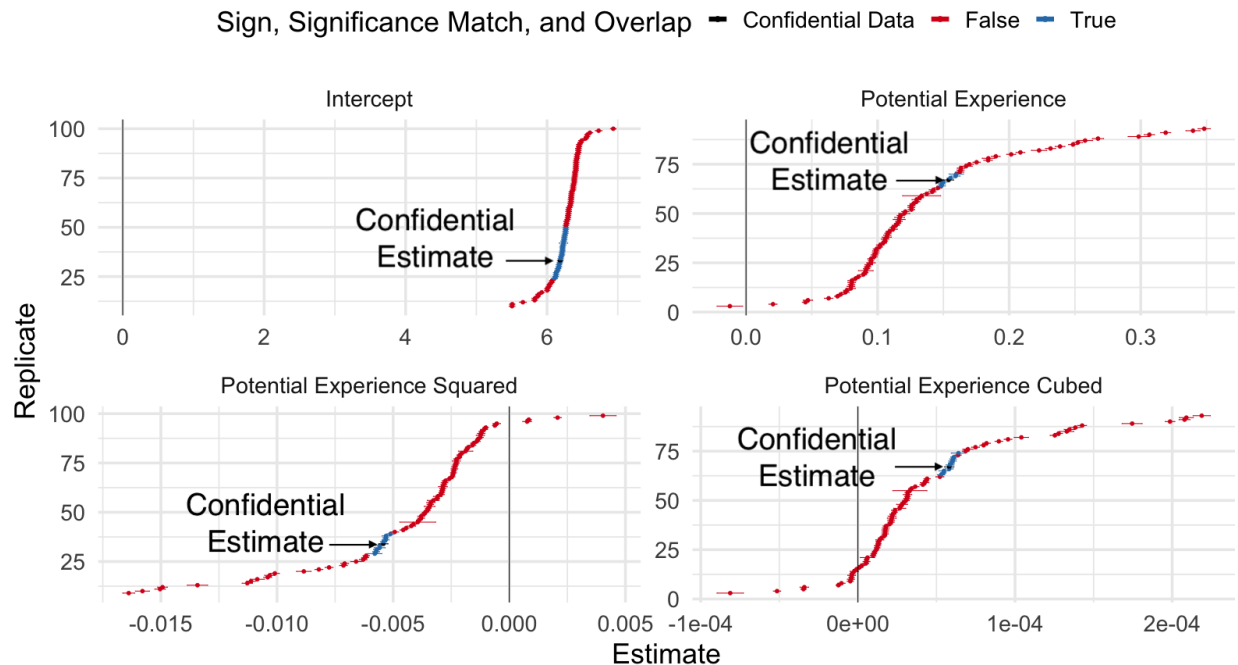 Sign, Significance Match, and Overlap Confidential Data False True
Intercept
Potential Experience
100
75
50
25
0
2
4
6
Confidential
Estimate
75
50
25
0
0.0
0.1
0.2
0.3
Confidential
Estimate
Replicate
Potential Experience Squared
Potential Experience Cubed
100
75
50
25
-0.015
-0.010
-0.005
0.000
0.005
Confidential
Estimate
75
50
25
0
-1e-04
0e+00
1e-04
2e-04
Confidential
Estimate
Estimate